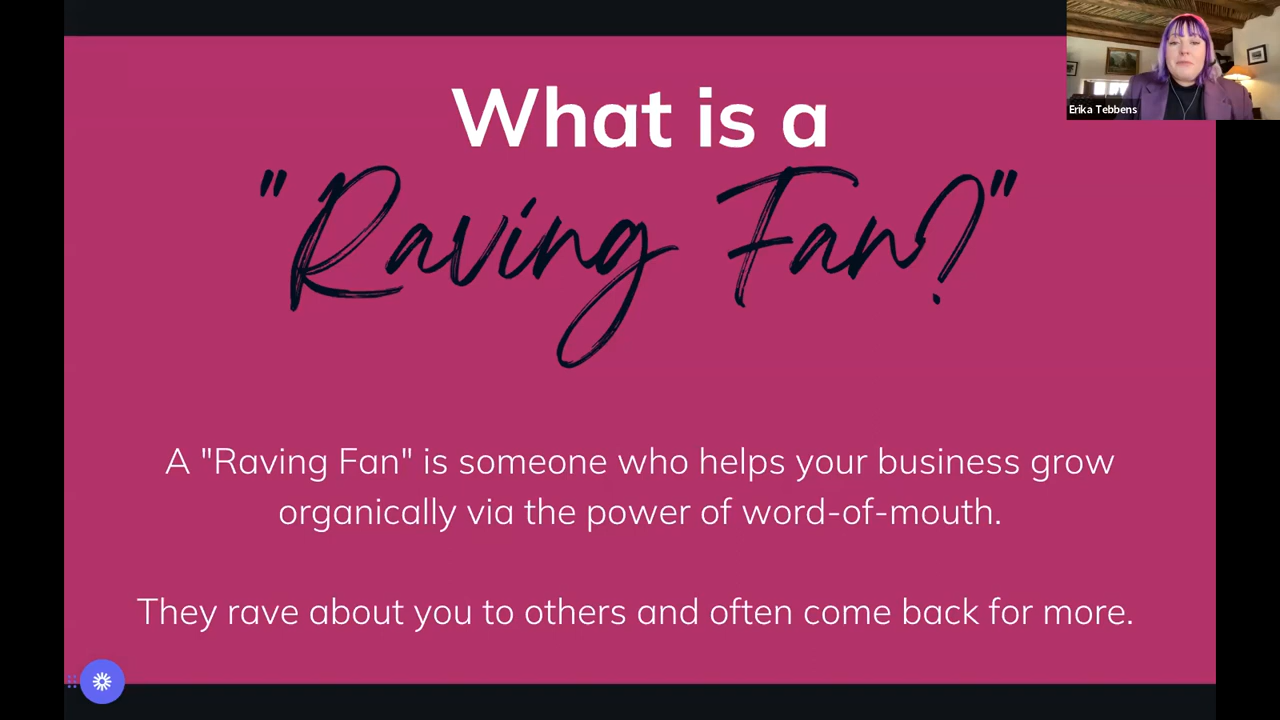 What is a
"Raving Fan?"
A "Raving Fan" is someone who helps your business grow
organically via the power of word-of-mouth.
They rave about you to others and often come back for more.
Erika Tebbens